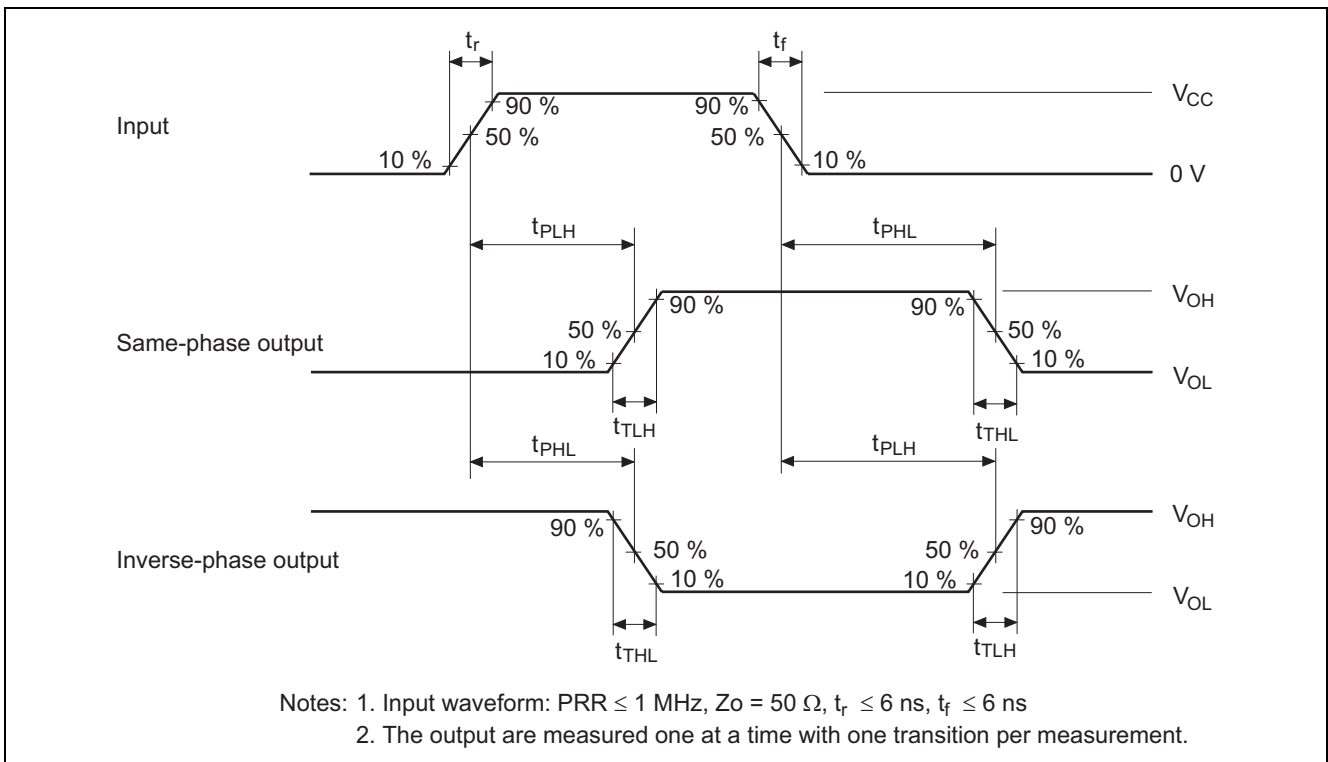 tr tf
90 % 90 % VCC
Input 50 % 50 %
10 % 10 % 0 V
tPLH tPHL
90 % 90 % VOH
50 % 50 %
Same-phase output
10 % 10 % VOL
tTLH tTHL
tPHL tPLH
VOH
90 % 90 %
50 % 50 %
Inverse-phase output
10 % 10 %
VOL
tTHL tTLH
Notes: 1. Input waveform: PRR ≤ 1 MHz, Zo = 50 Ω, tr ≤ 6 ns, tf ≤ 6 ns
2. The output are measured one at a time with one transition per measurement.